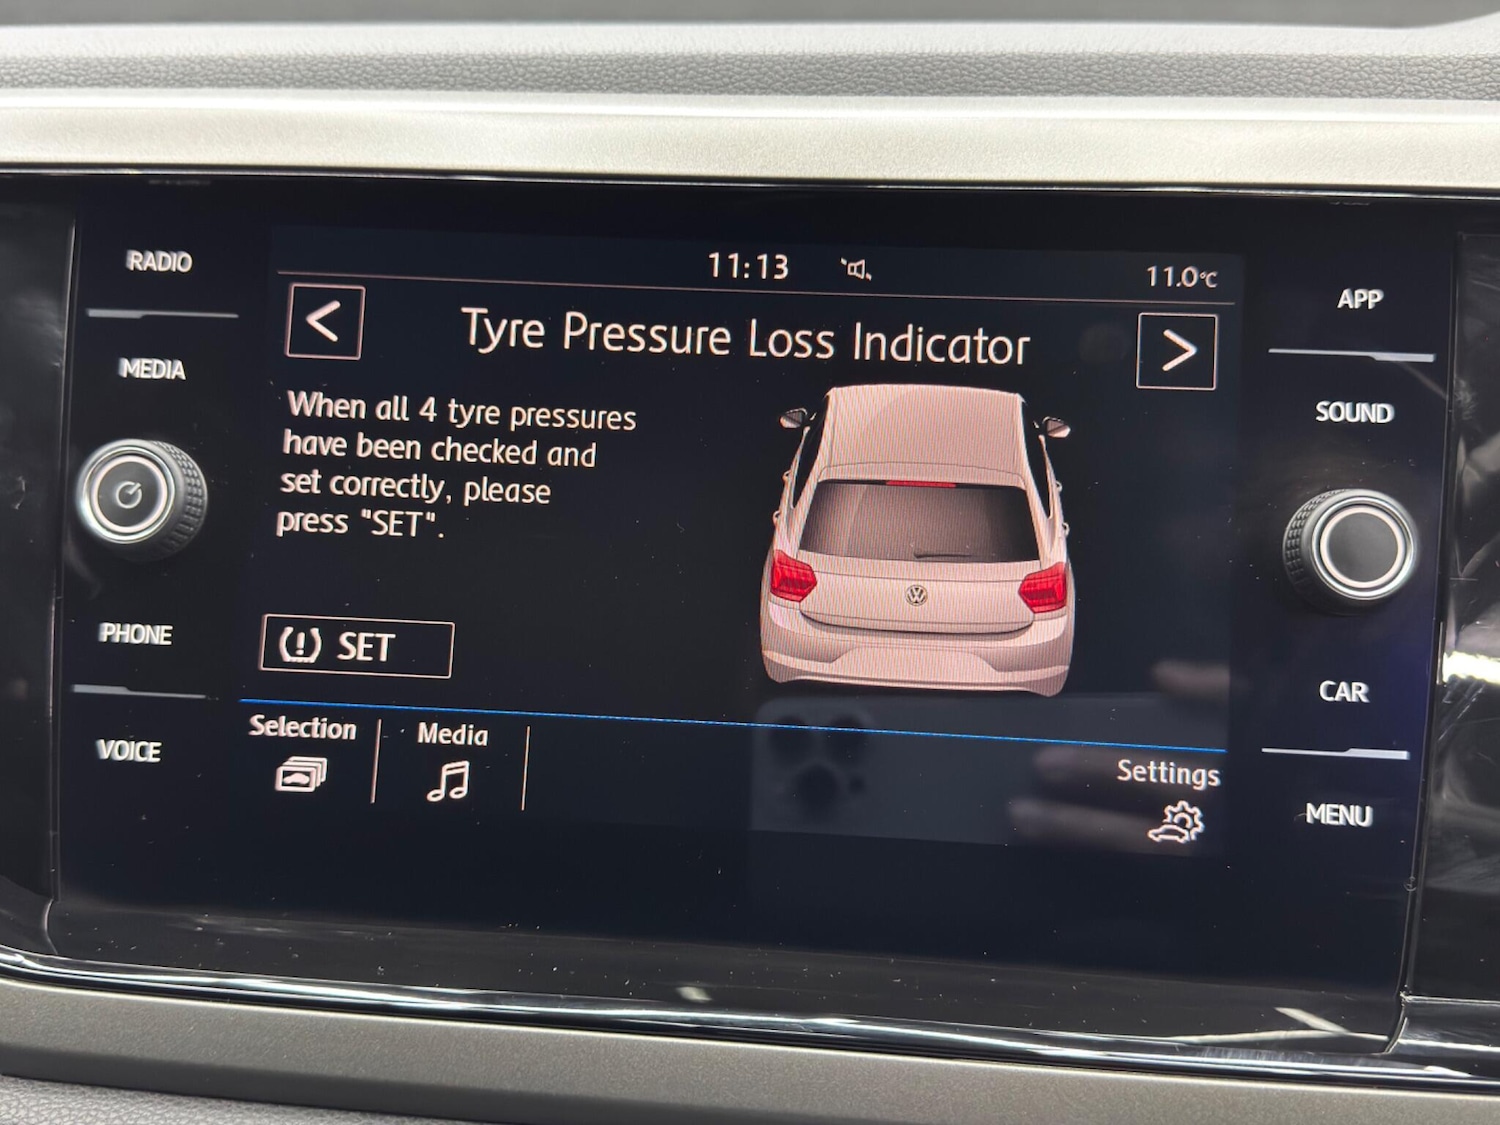 RADIO
MEDIA
PHONE
VOICE
11:13
11.0°C
<
Tyre Pressure Loss Indicator
>
When all 4 tyre pressures
have been checked and
set correctly, please
press "SET".
SET
Selection
Media
Settings
APP
SOUND
CAR
MENU